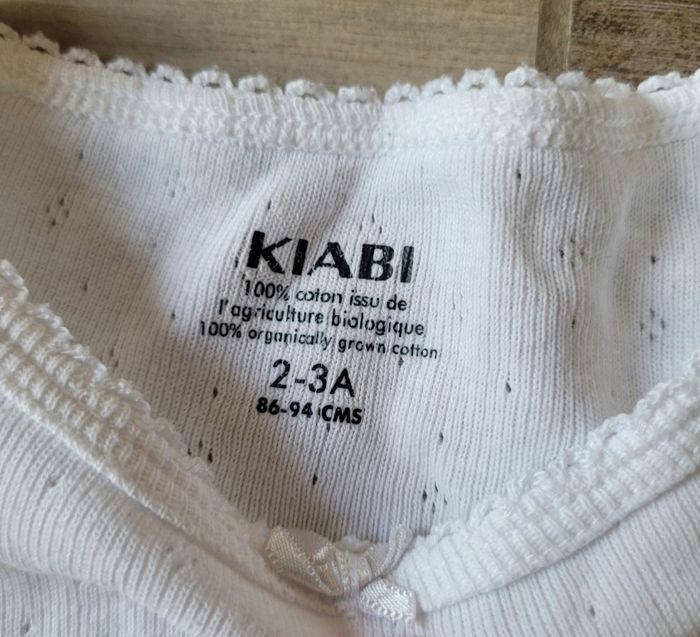 KIABI
100% coton issu de
l'agriculture biologique
100% organically grown cotton
2-3A
86-94 CMS